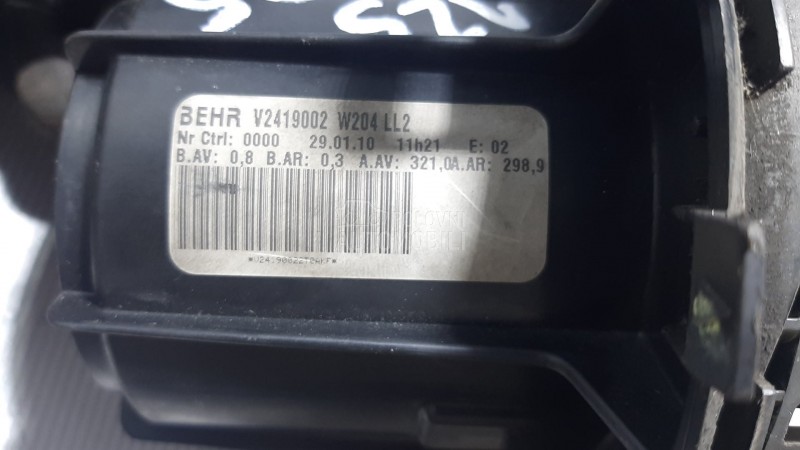 BEHR V2419002 W204 LL2
Nr Ctrl: 0000 29.01.10 11h21 E: 02
B.AV: 0,8 B.AR: 0,3 A.AV: 321,0A.AR: 298,9